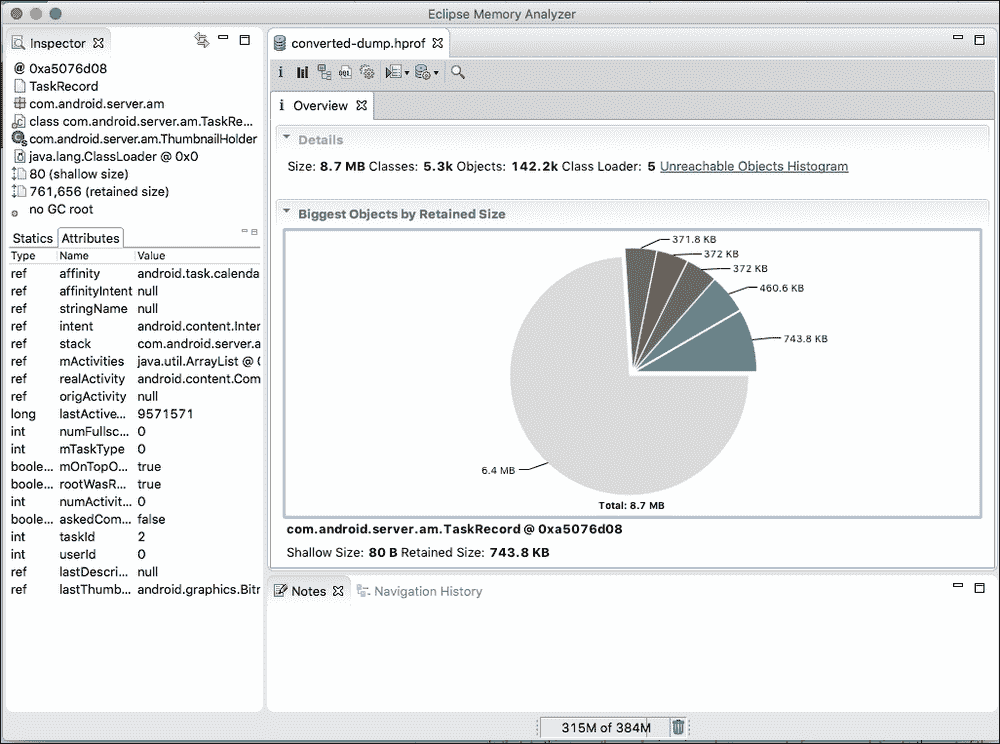 Eclipse Memory Analyzer
Inspector
@ 0xa5076d08
TaskRecord
com.android.server.am
class com.android.server.am.TaskRe...
com.android.server.am.ThumbnailHolder
java.lang.ClassLoader @ 0x0
80 (shallow size)
761,656 (retained size)
no GC root
Statics Attributes
Type Name Value
ref affinity android.task.calenda
ref affinityIntent null
ref stringName null
ref intent android.content.Inter
ref stack com.android.server.a
ref mActivities java.util.ArrayList @ 0
ref realActivity android.content.Com
ref origActivity null
long lastActive... 9571571
int numFullsc... 0
int mTaskType 0
boole... mOnTopO... true
boole... rootWasR... true
int numActivit... 0
boole... askedCom... false
int taskId 2
int userId 0
ref lastDescri... null
ref lastThumb... android.graphics.Bitr
converted-dump.hprof
i OQL
i Overview
Details
Size: 8.7 MB Classes: 5.3k Objects: 142.2k Class Loader: 5 Unreachable Objects Histogram
Biggest Objects by Retained Size
371.8 KB
372 KB
372 KB
460.6 KB
743.8 KB
6.4 MB
Total: 8.7 MB
com.android.server.am.TaskRecord @ 0xa5076d08
Shallow Size: 80 B Retained Size: 743.8 KB
Notes Navigation History
315M of 384M